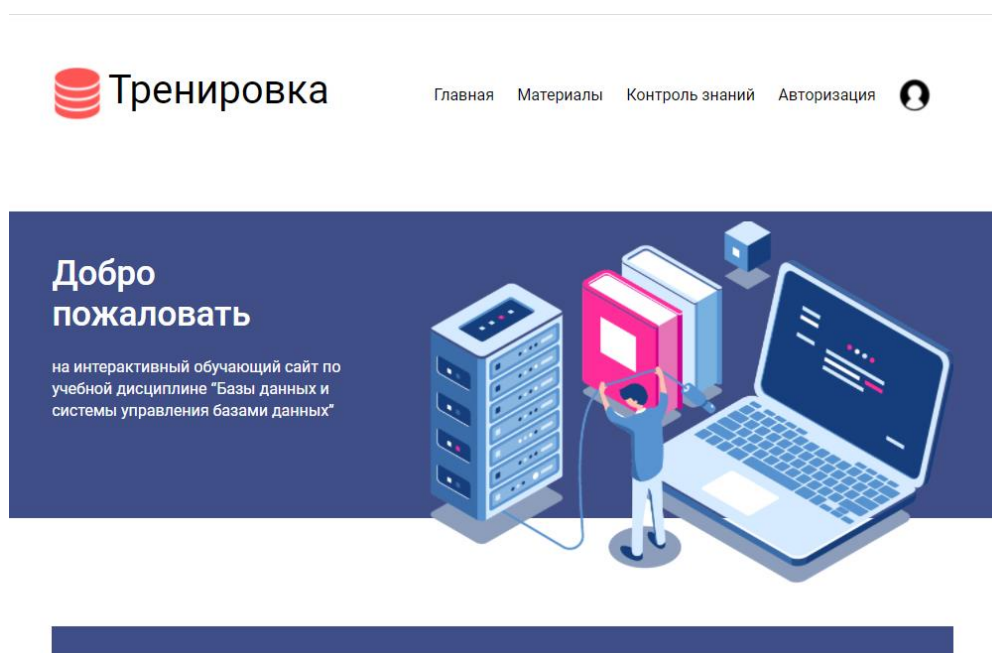 Тренировка
Главная Материалы Контроль знаний Авторизация
Добро
пожаловать
на интерактивный обучающий сайт по
учебной дисциплине “Базы данных и
системы управления базами данных”